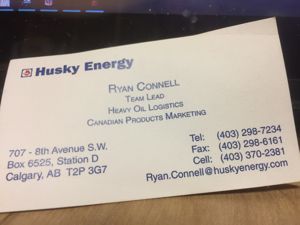 Husky Energy
RYAN CONNELL
TEAM LEAD
HEAVY OIL LOGISTICS
CANADIAN PRODUCTS MARKETING
707 - 8th Avenue S.W.
Box 6525, Station D
Calgary, AB T2P 3G7
Tel: (403) 298-7234
Fax: (403) 298-6161
Cell: (403) 370-2381
Ryan.Connell@huskyenergy.com